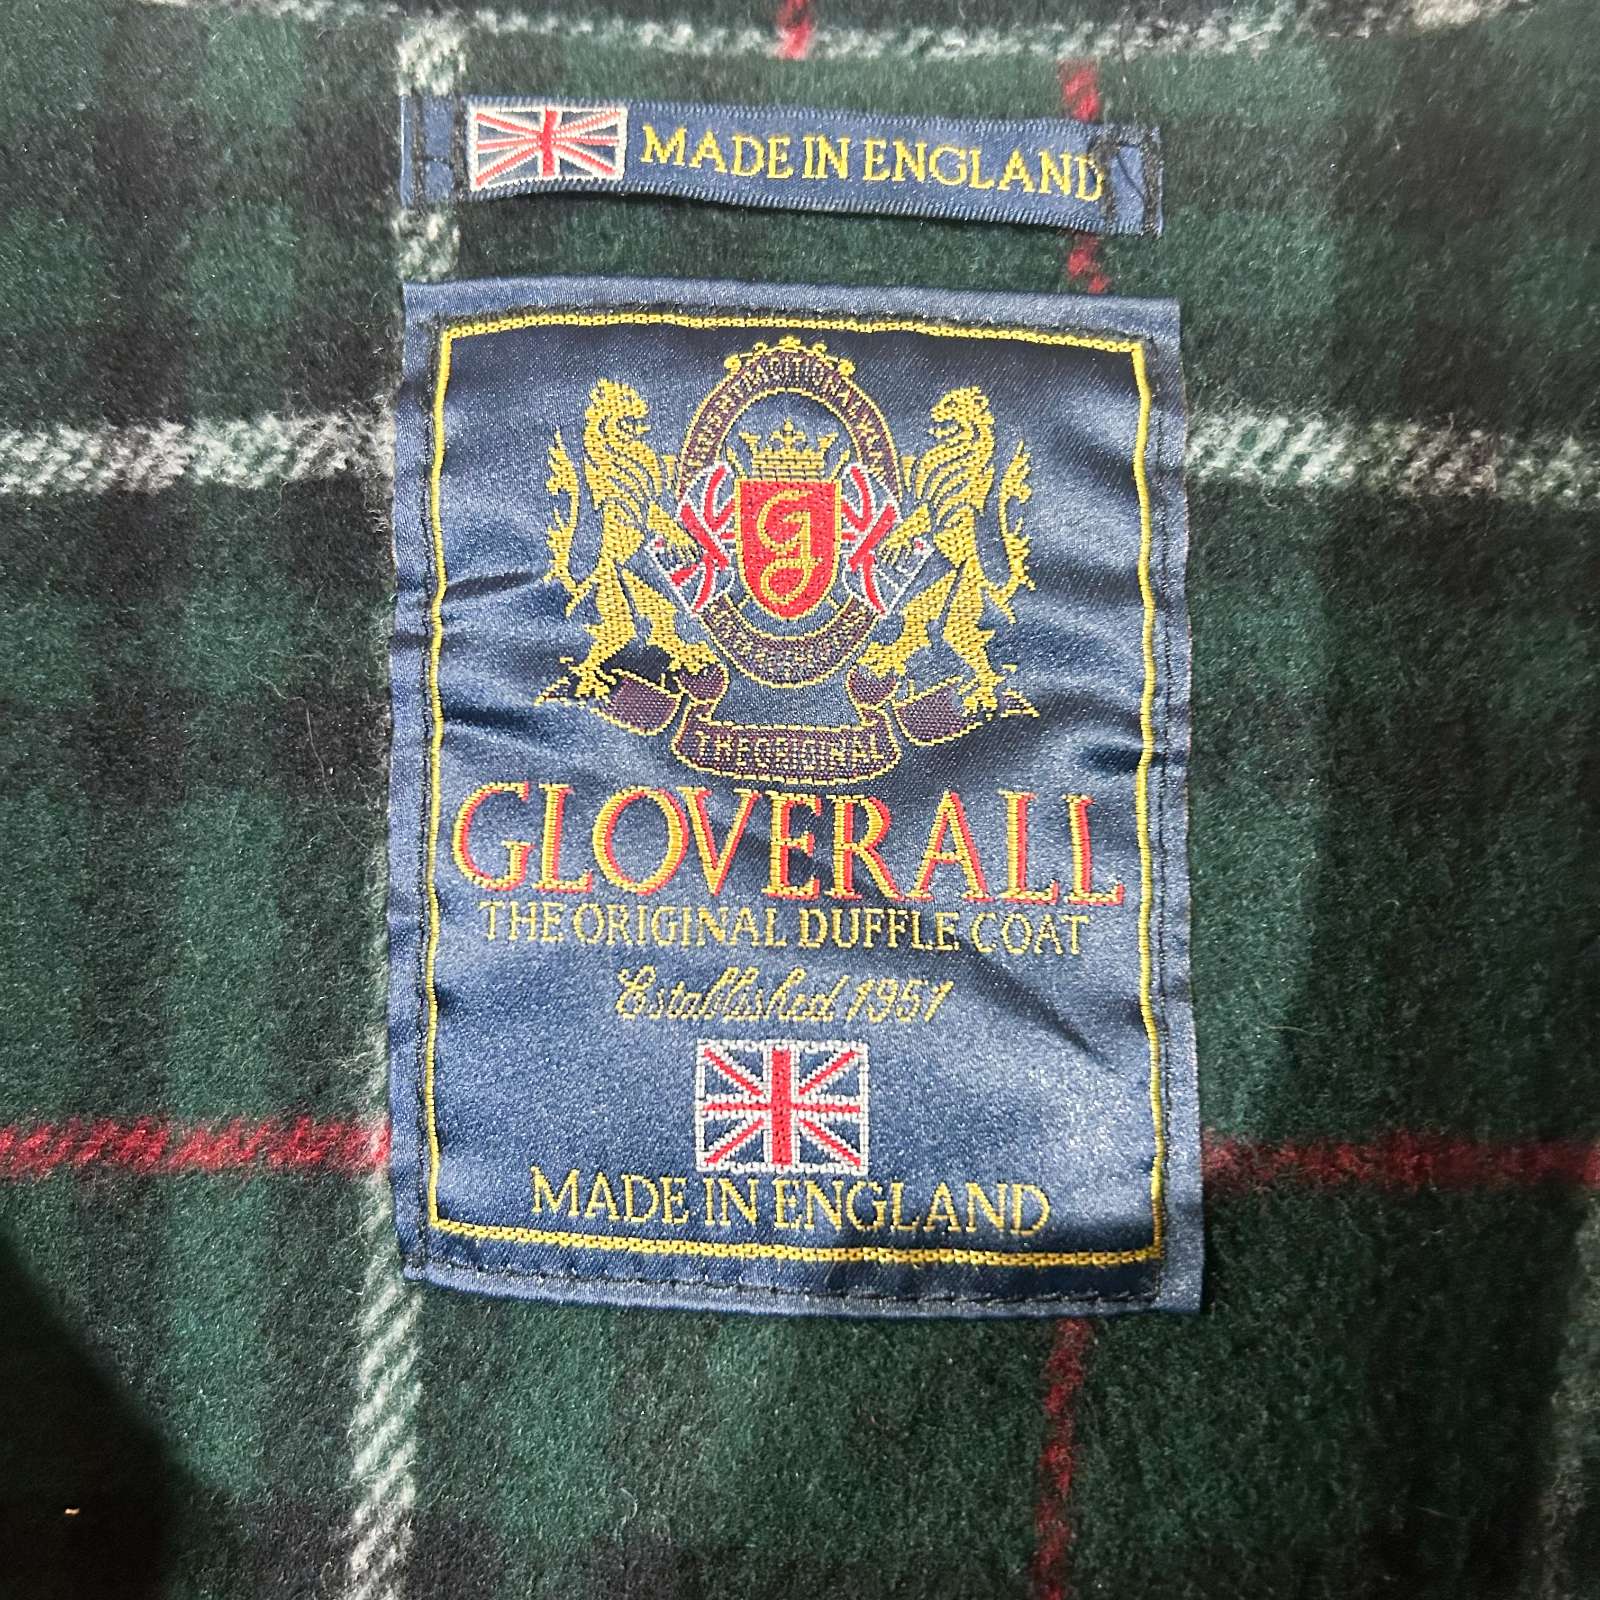 MADE IN ENGLAND
G
THE ORIGINAL
GLOVERALL
THE ORIGINAL DUFFLE COAT
Established 1951
MADE IN ENGLAND